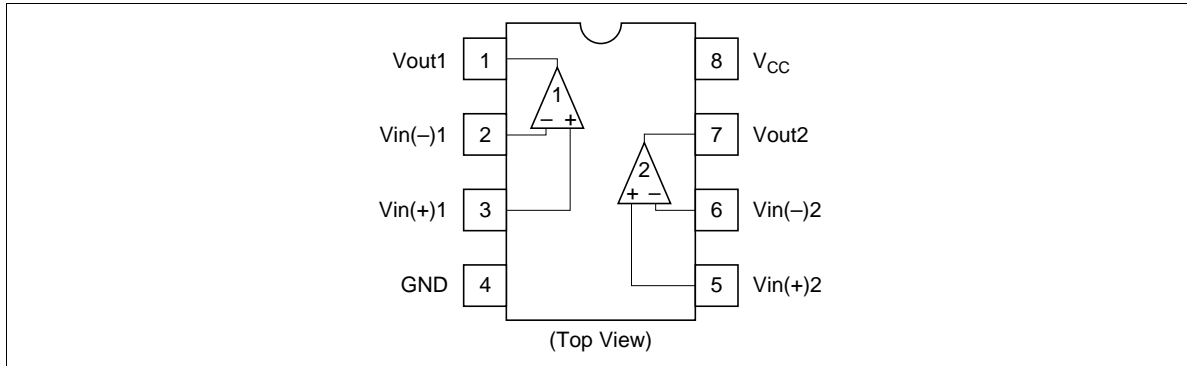 Vout1 1 8 VCC
1
Vin(–)1 2 – + 7 Vout2
2
Vin(+)1 3 + – 6 Vin(–)2
GND 4 5 Vin(+)2
(Top View)